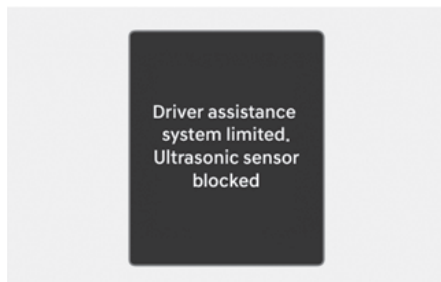 Driver assistance
system limited.
Ultrasonic sensor
blocked